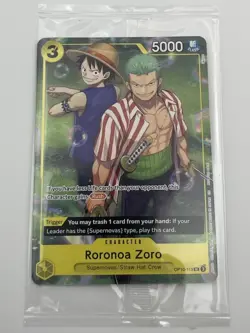 3
5000
斬
If you have less Life cards than your opponent, this
Character gains
Trigger You may trash 1 card from your hand: If your
Leader has the {Supernovas} type, play this card.
CHARACTER
Roronoa Zoro
Supernovas/Straw Hat Crew